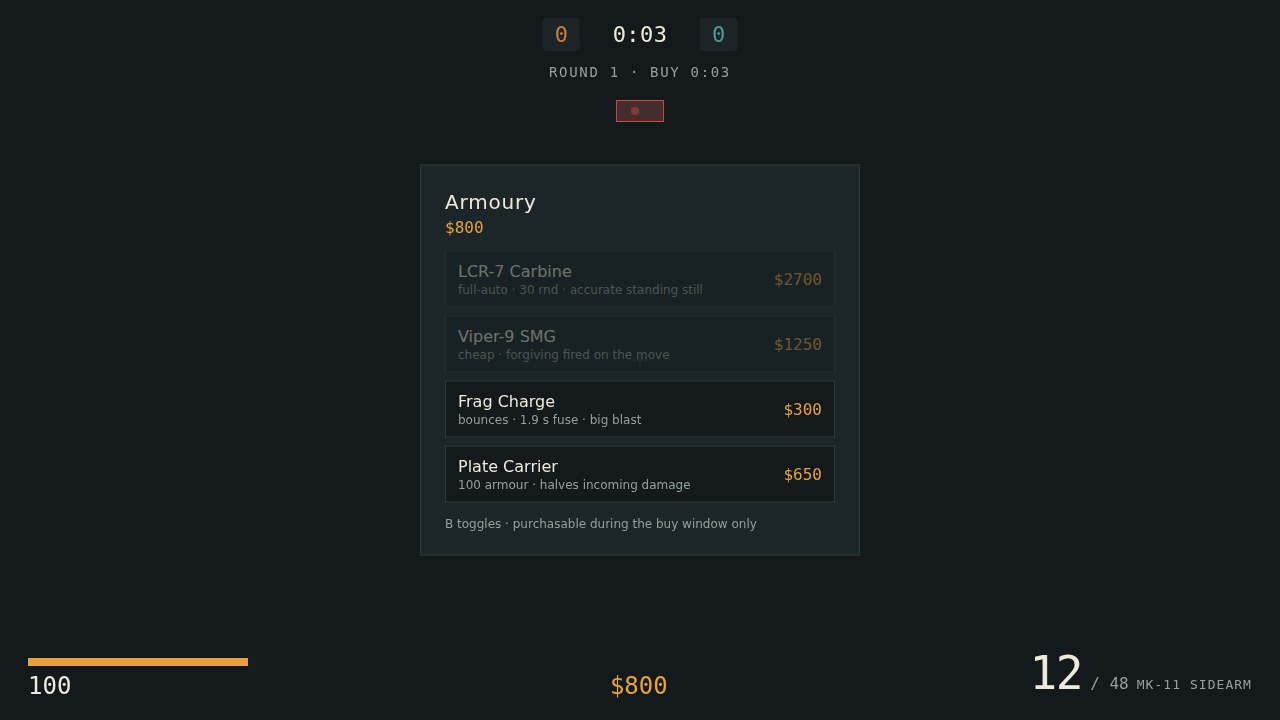 0 0:03 0
ROUND 1 · BUY 0:03
Armoury
$800
LCR-7 Carbine
full-auto · 30 rnd · accurate standing still
$2700
Viper-9 SMG
cheap · forgiving fired on the move
$1250
Frag Charge
bounces · 1.9 s fuse · big blast
$300
Plate Carrier
100 armour · halves incoming damage
$650
B toggles · purchasable during the buy window only
100
$800
12 / 48 MK-11 SIDEARM